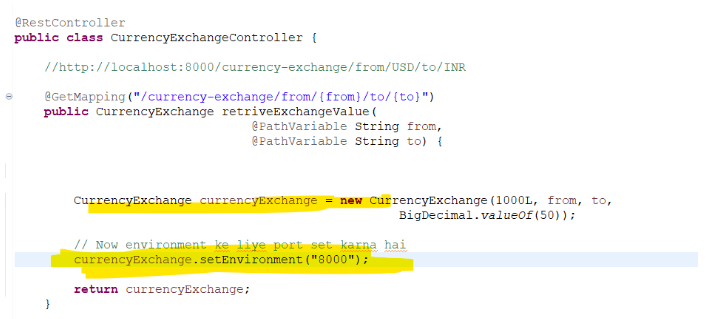 @RestController
public class CurrencyExchangeController {
//http://localhost:8000/currency-exchange/from/USD/to/INR
@GetMapping("/currency-exchange/from/{from}/to/{to}")
public CurrencyExchange retriveExchangeValue(
@PathVariable String from,
@PathVariable String to) {
CurrencyExchange currencyExchange = new CurrencyExchange(1000L, from, to,
BigDecimal.valueOf(50));
// Now environment ke liye port set karna hai
currencyExchange.setEnvironment("8000");
return currencyExchange;
}